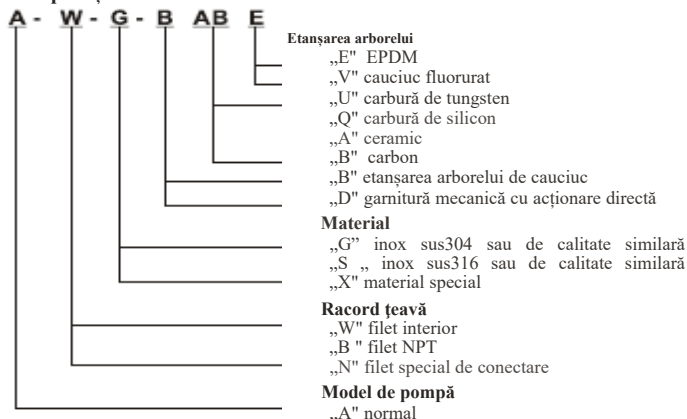 A - W - G - B AB E
Etanșarea arborelui
„E" EPDM
„V" cauciuc fluorurat
„U" carbură de tungsten
„Q" carbură de silicon
„A" ceramic
„B" carbon
„B" etanșarea arborelui de cauciuc
„D" garnitură mecanică cu acționare directă
Material
„G” inox sus304 sau de calitate similară
„S „ inox sus316 sau de calitate similară
„X" material special
Racord țeavă
„W" filet interior
„B " filet NPT
„N" filet special de conectare
Model de pompă
„A" normal